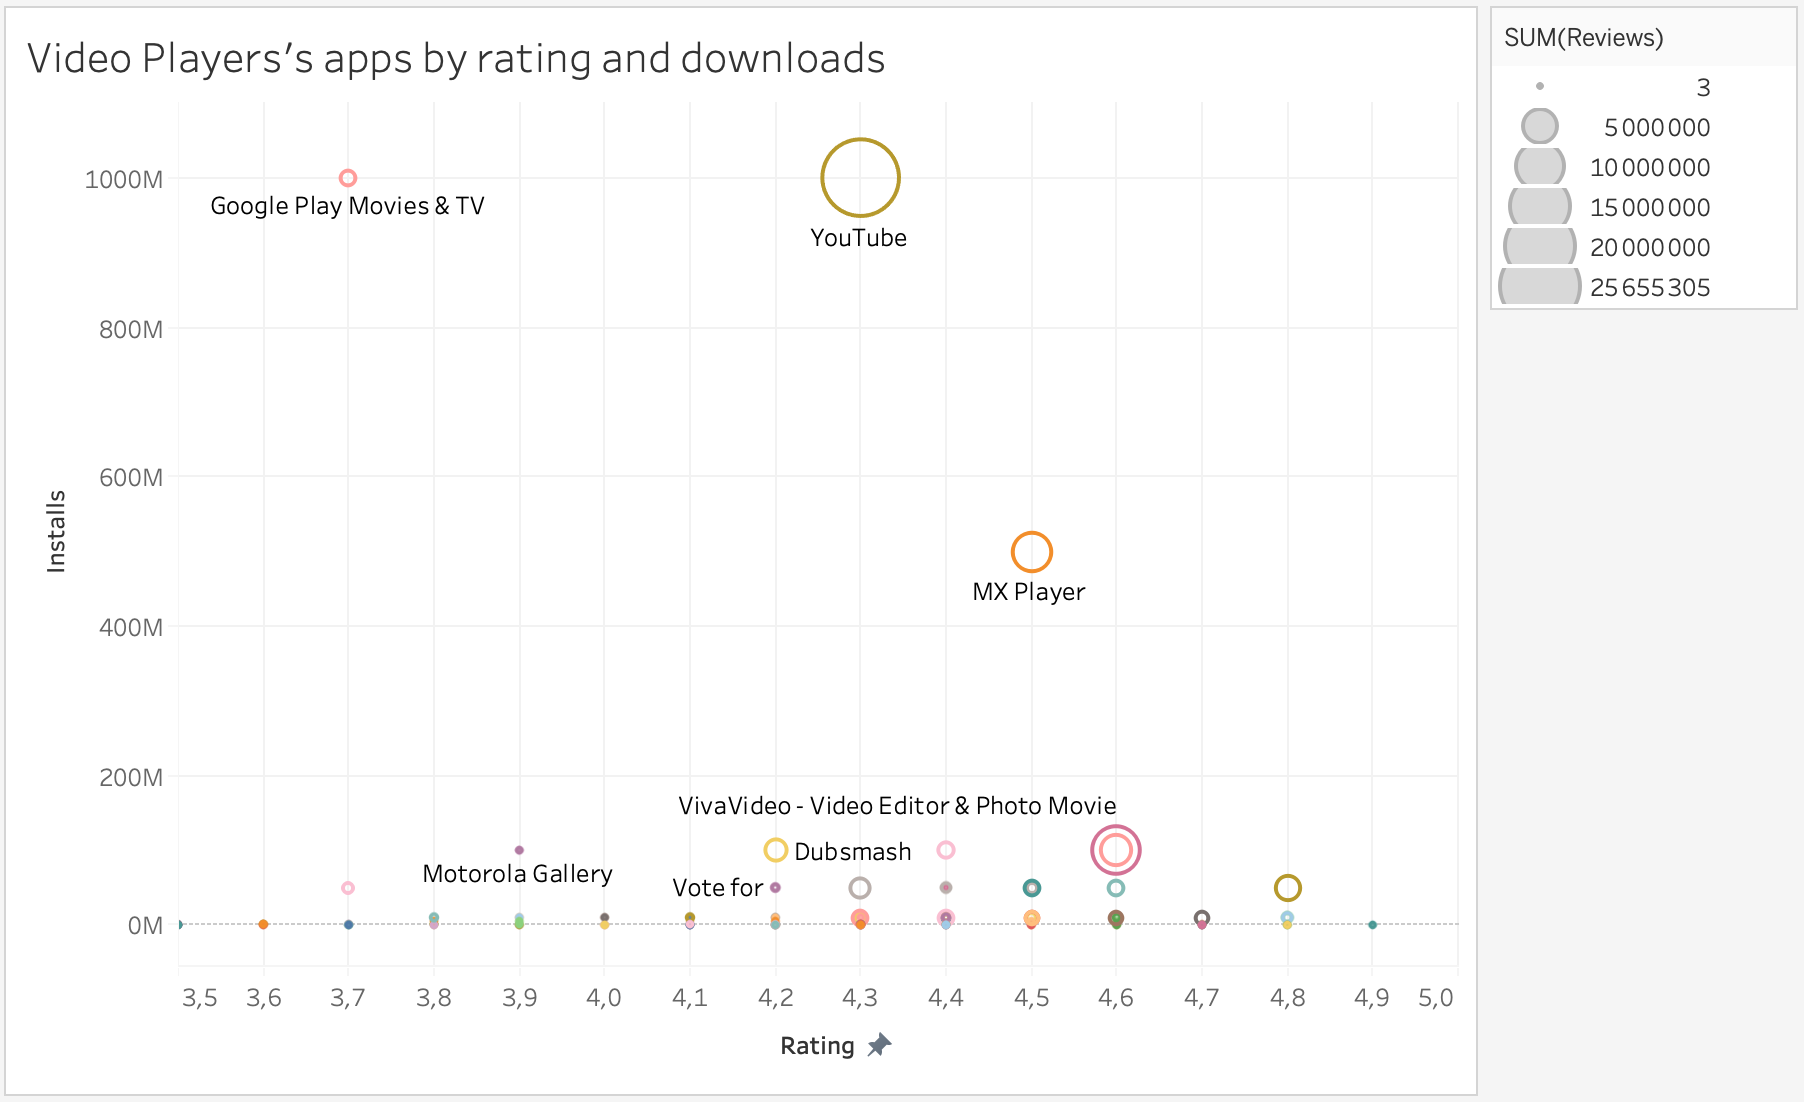 Video Players's apps by rating and downloads
SUM(Reviews)
3
5 000 000
10 000 000
15 000 000
20 000 000
25 655 305
1000M
800M
600M
400M
200M
0M
Installs
Google Play Movies & TV
YouTube
MX Player
VivaVideo - Video Editor & Photo Movie
Dubsmash
Motorola Gallery
Vote for
3,5 3,6 3,7 3,8 3,9 4,0 4,1 4,2 4,3 4,4 4,5 4,6 4,7 4,8 4,9 5,0
Rating